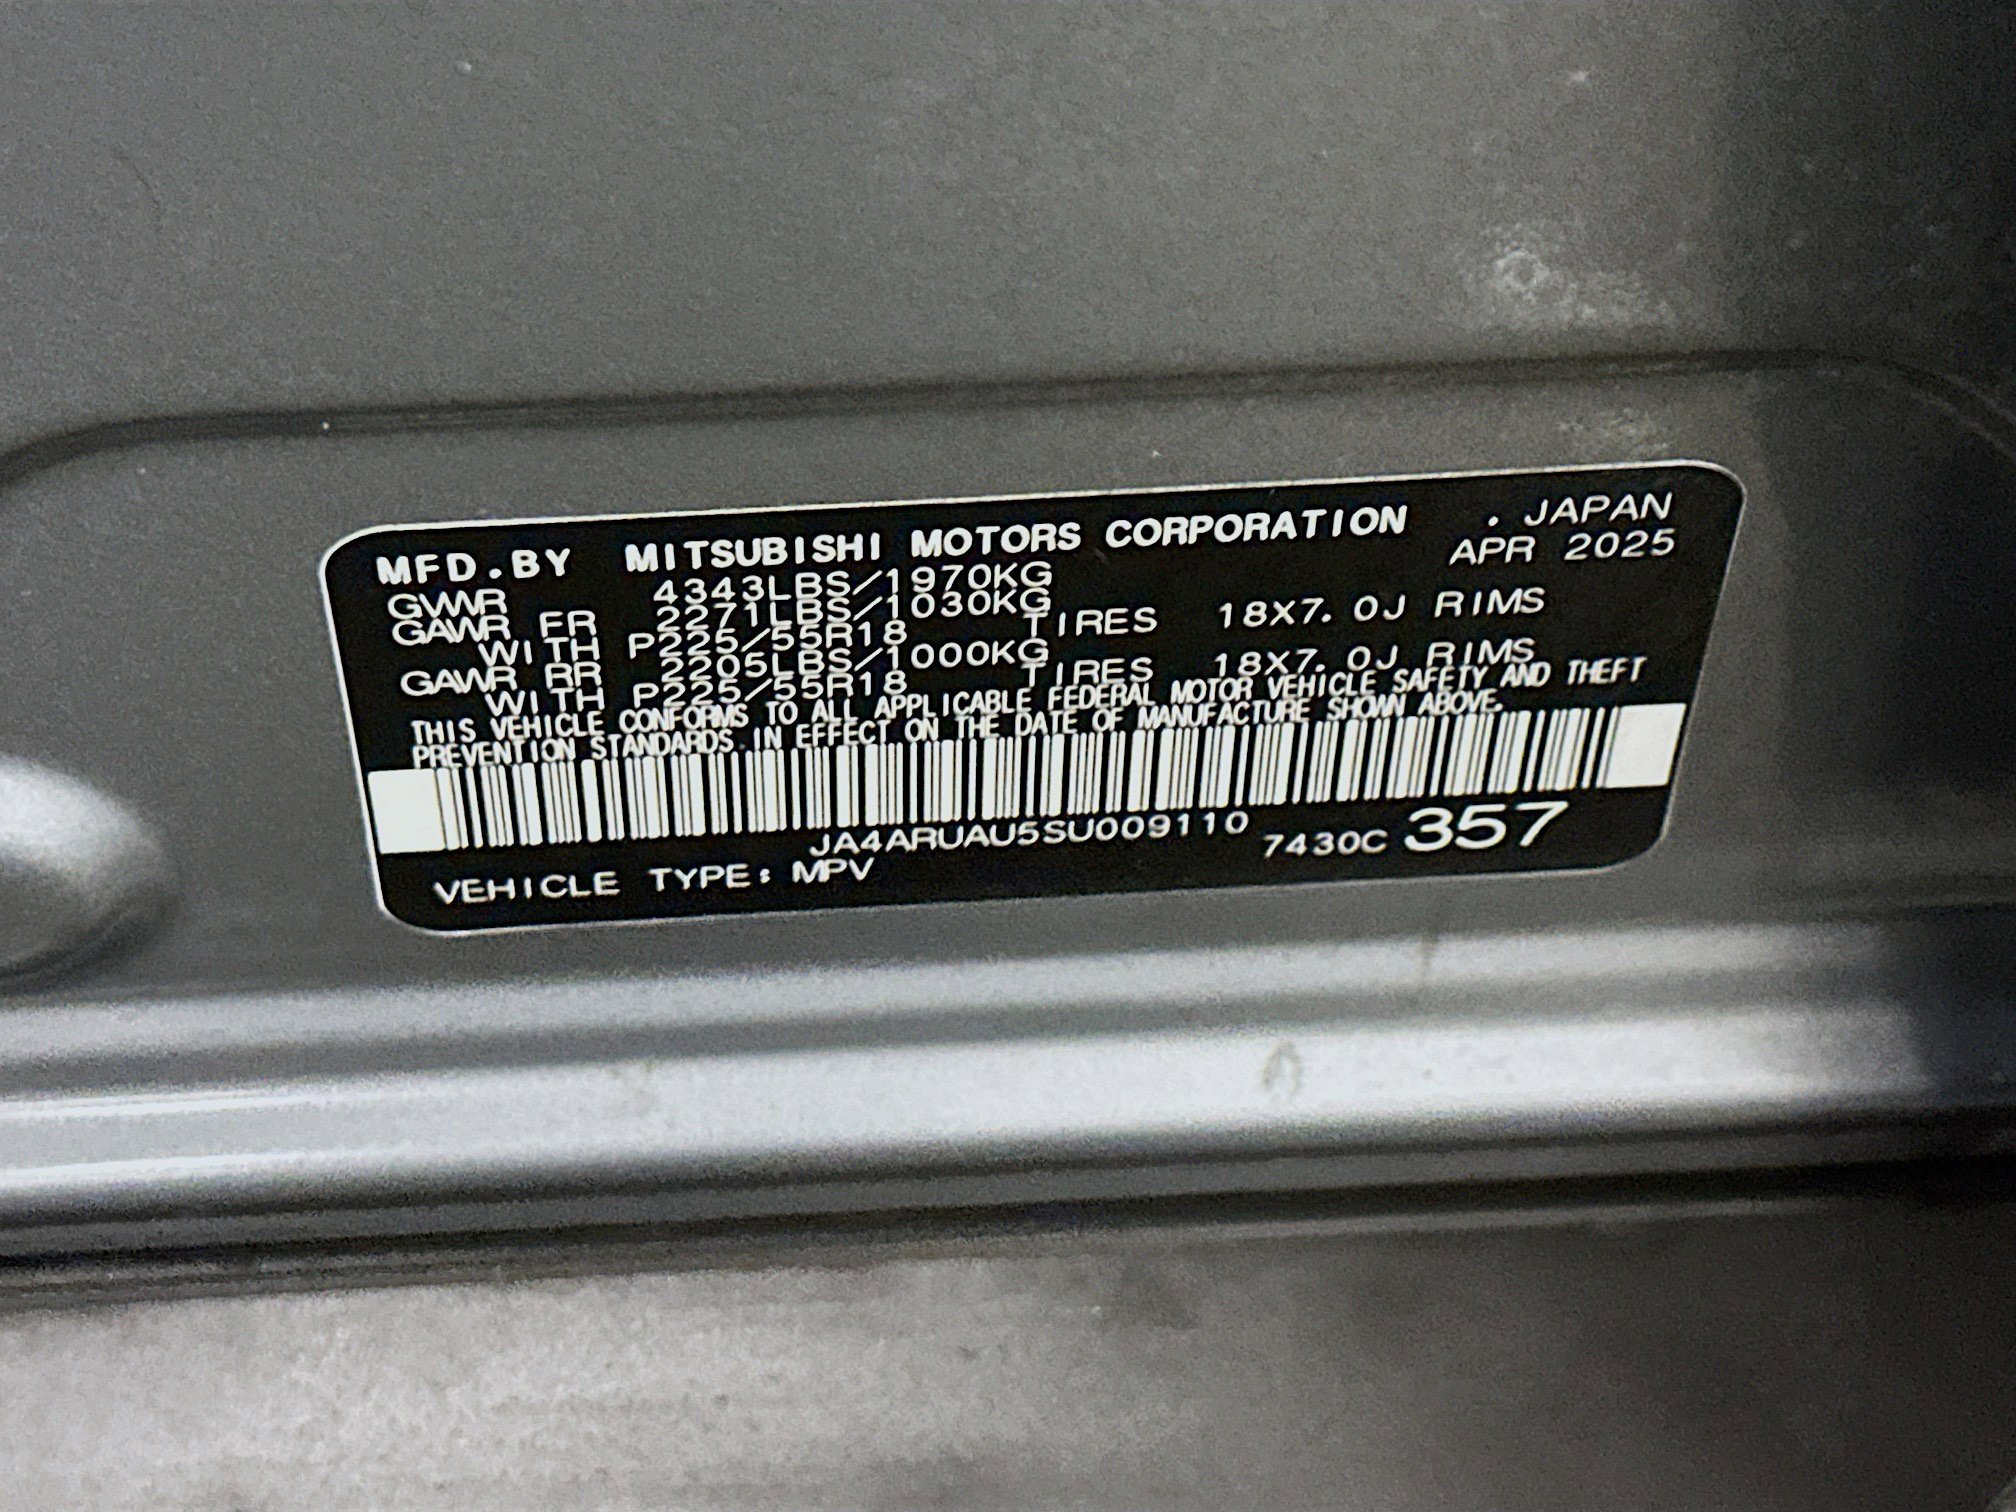 MFD.BY MITSUBISHI MOTORS CORPORATION . JAPAN
GVWR 4343LBS/1970KG APR 2025
GAWR FR 2271LBS/1030KG
WITH P225/55R18 TIRES 18X7.0J RIMS
GAWR RR 2205LBS/1000KG
WITH P225/55R18 TIRES 18X7.0J RIMS
THIS VEHICLE CONFORMS TO ALL APPLICABLE FEDERAL MOTOR VEHICLE SAFETY AND THEFT
PREVENTION STANDARDS IN EFFECT ON THE DATE OF MANUFACTURE SHOWN ABOVE.
JA4ARUAU5SU009110
VEHICLE TYPE: MPV 7430C 357